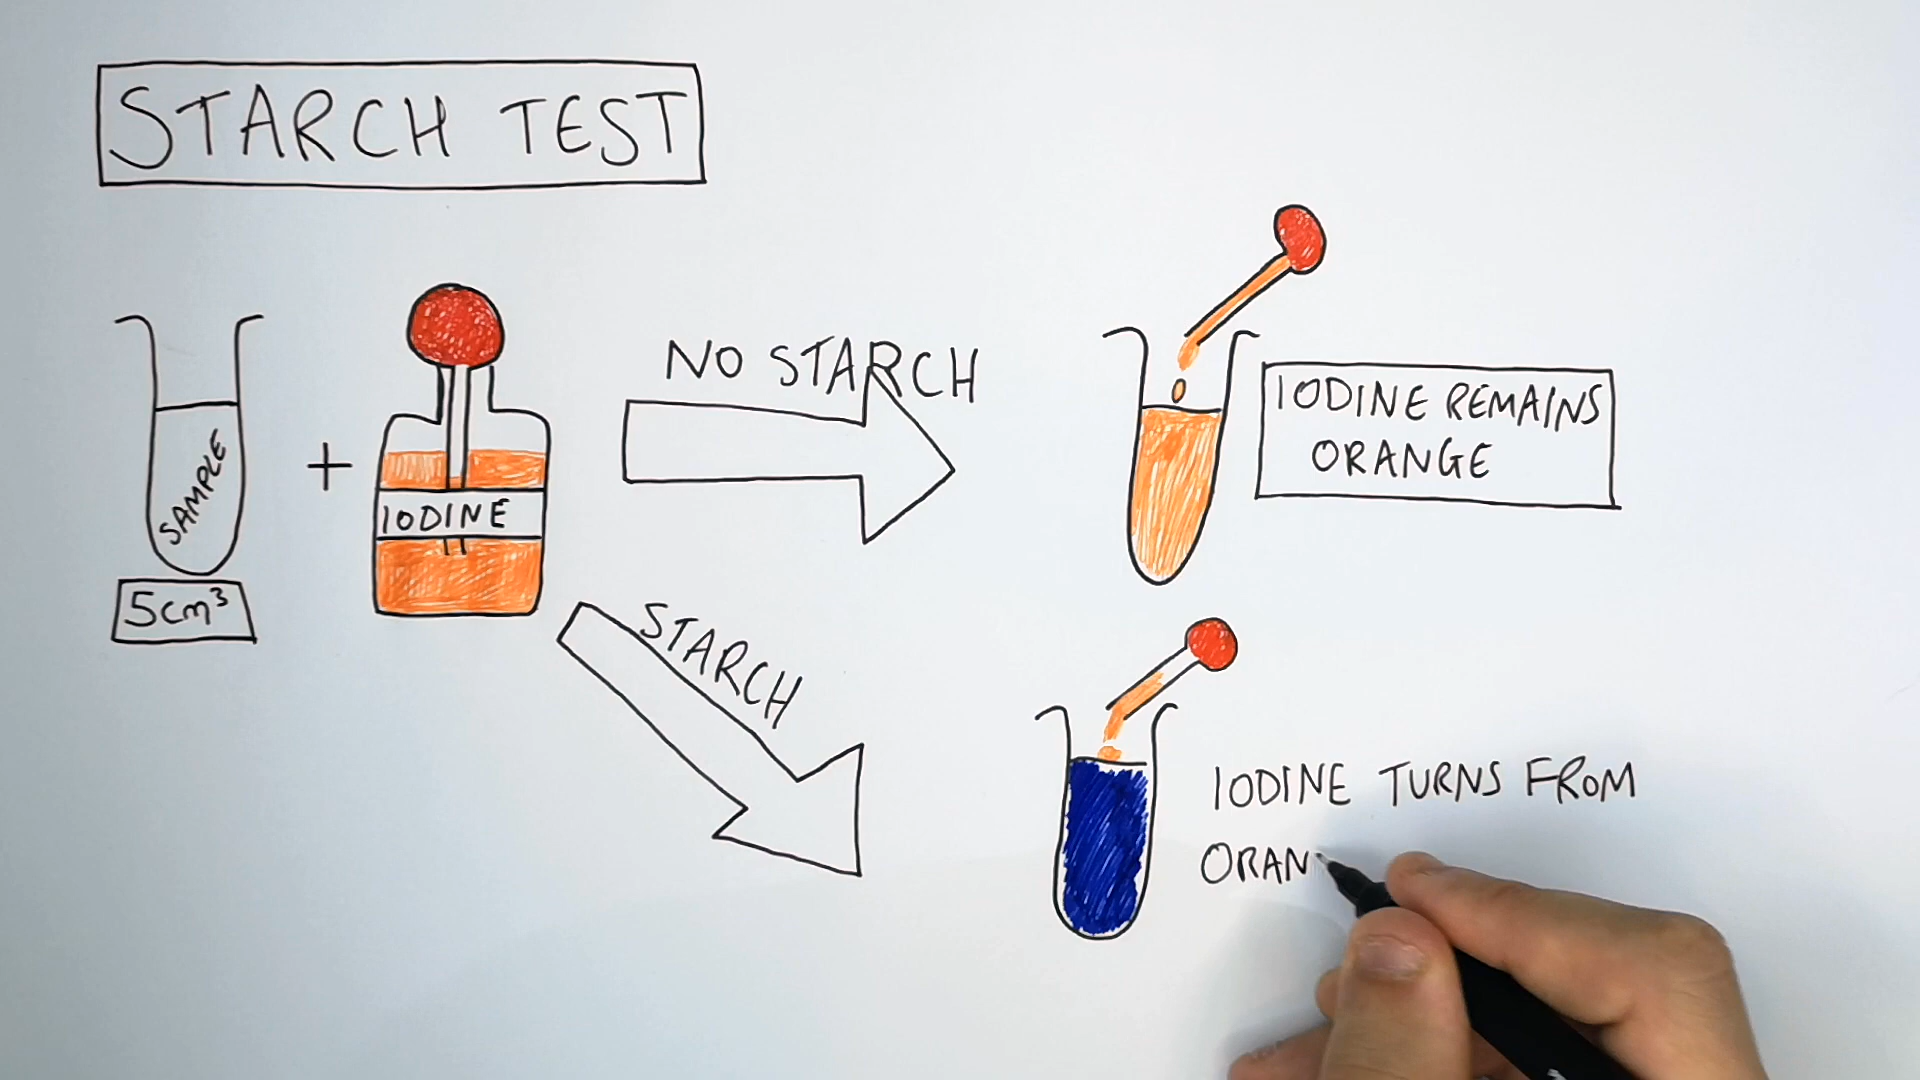 STARCH TEST
SAMPLE
5cm³
+
IODINE
NO STARCH
IODINE REMAINS
ORANGE
STARCH
IODINE TURNS FROM
ORAN